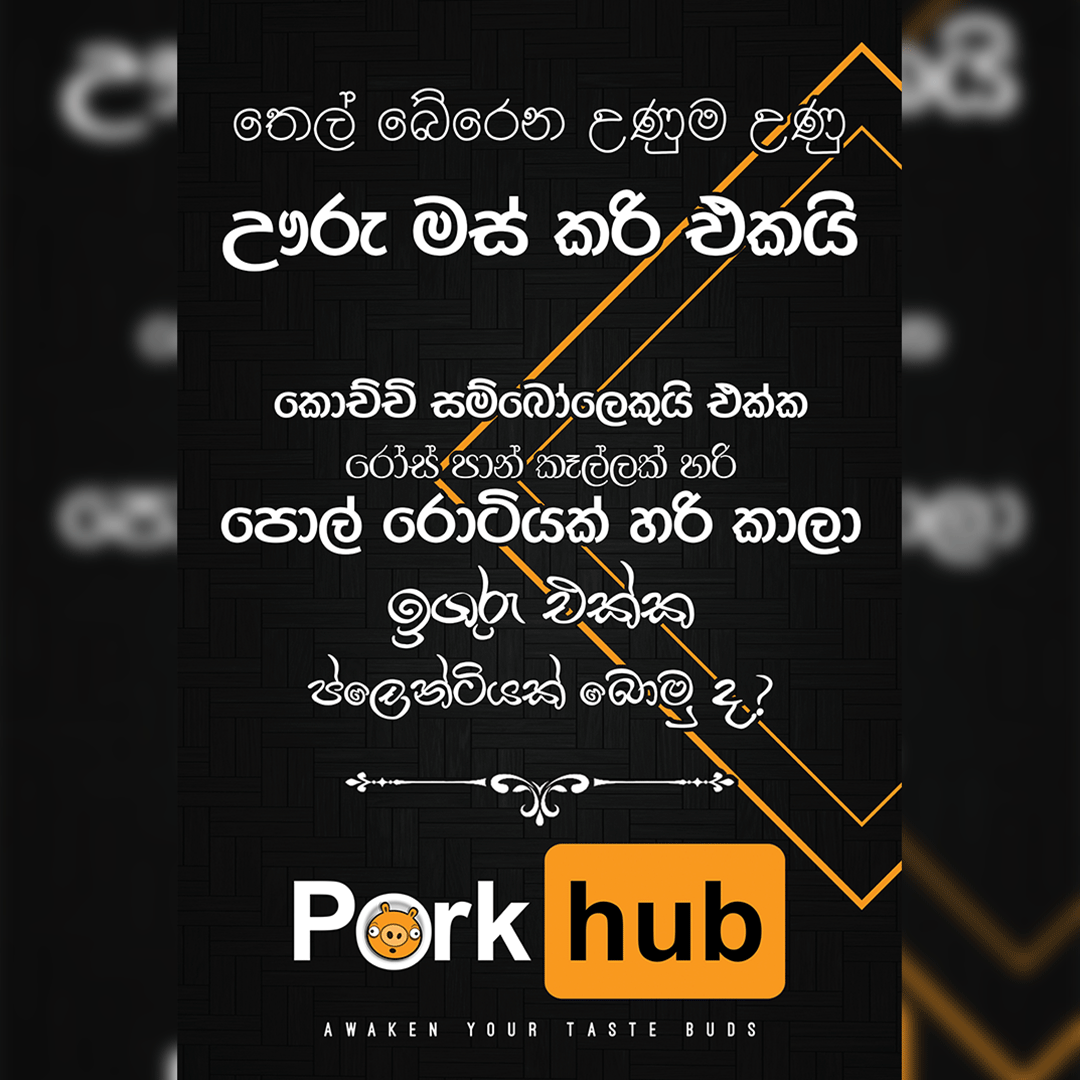 තෙල් බේරෙන උණුම උණු
ඌරු මස් කරි එකයි
කොච්චි සම්බෝලෙකුයි එක්ක
රෝස් පාන් කෑල්ලක් හරි
පොල් රොටියක් හරි කාලා
ඉඟුරු එක්ක
ප්ලෙන්ටියක් බොමු ද?
Pork hub
AWAKEN YOUR TASTE BUDS